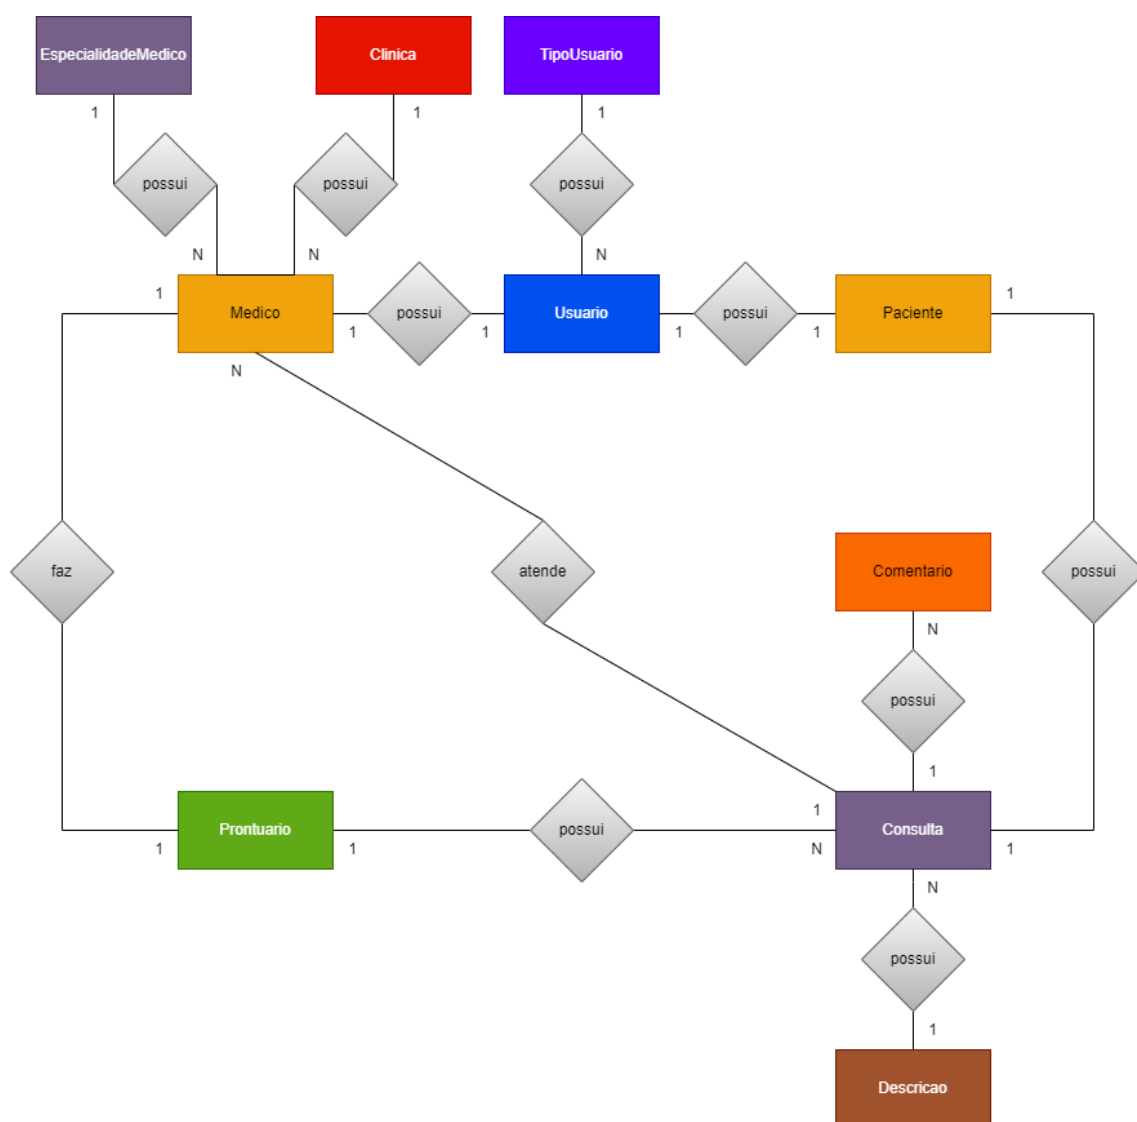 EspecialidadeMedico
Clinica
TipoUsuario
1
1
1
possui
possui
possui
N
N
N
1
Medico
possui
Usuario
possui
Paciente
1
1
1
1
1
N
faz
atende
Comentario
possui
N
possui
1
1
Prontuario
possui
Consulta
1
1
N
1
N
possui
1
Descricao